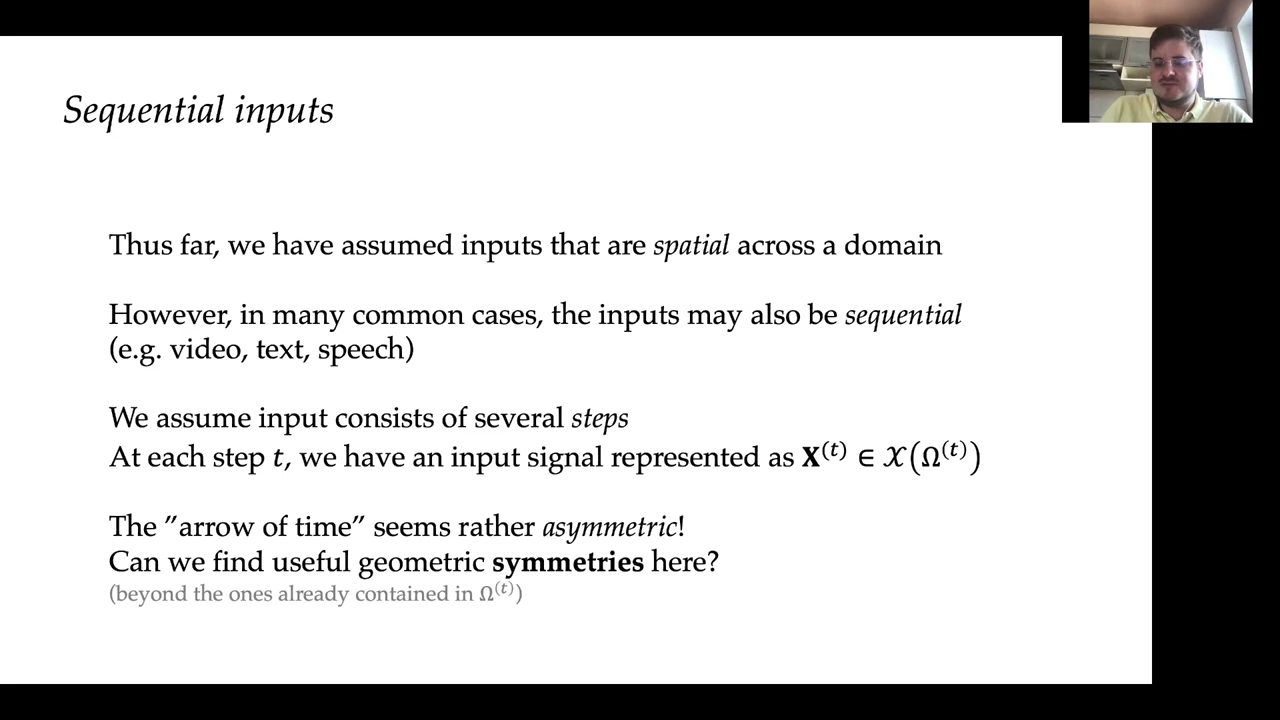 Sequential inputs
Thus far, we have assumed inputs that are spatial across a domain
However, in many common cases, the inputs may also be sequential
(e.g. video, text, speech)
We assume input consists of several steps
At each step t, we have an input signal represented as X⁽ᵗ⁾ ∈ 𝒳(Ω⁽ᵗ⁾)
The ”arrow of time” seems rather asymmetric!
Can we find useful geometric symmetries here?
(beyond the ones already contained in Ω⁽ᵗ⁾)